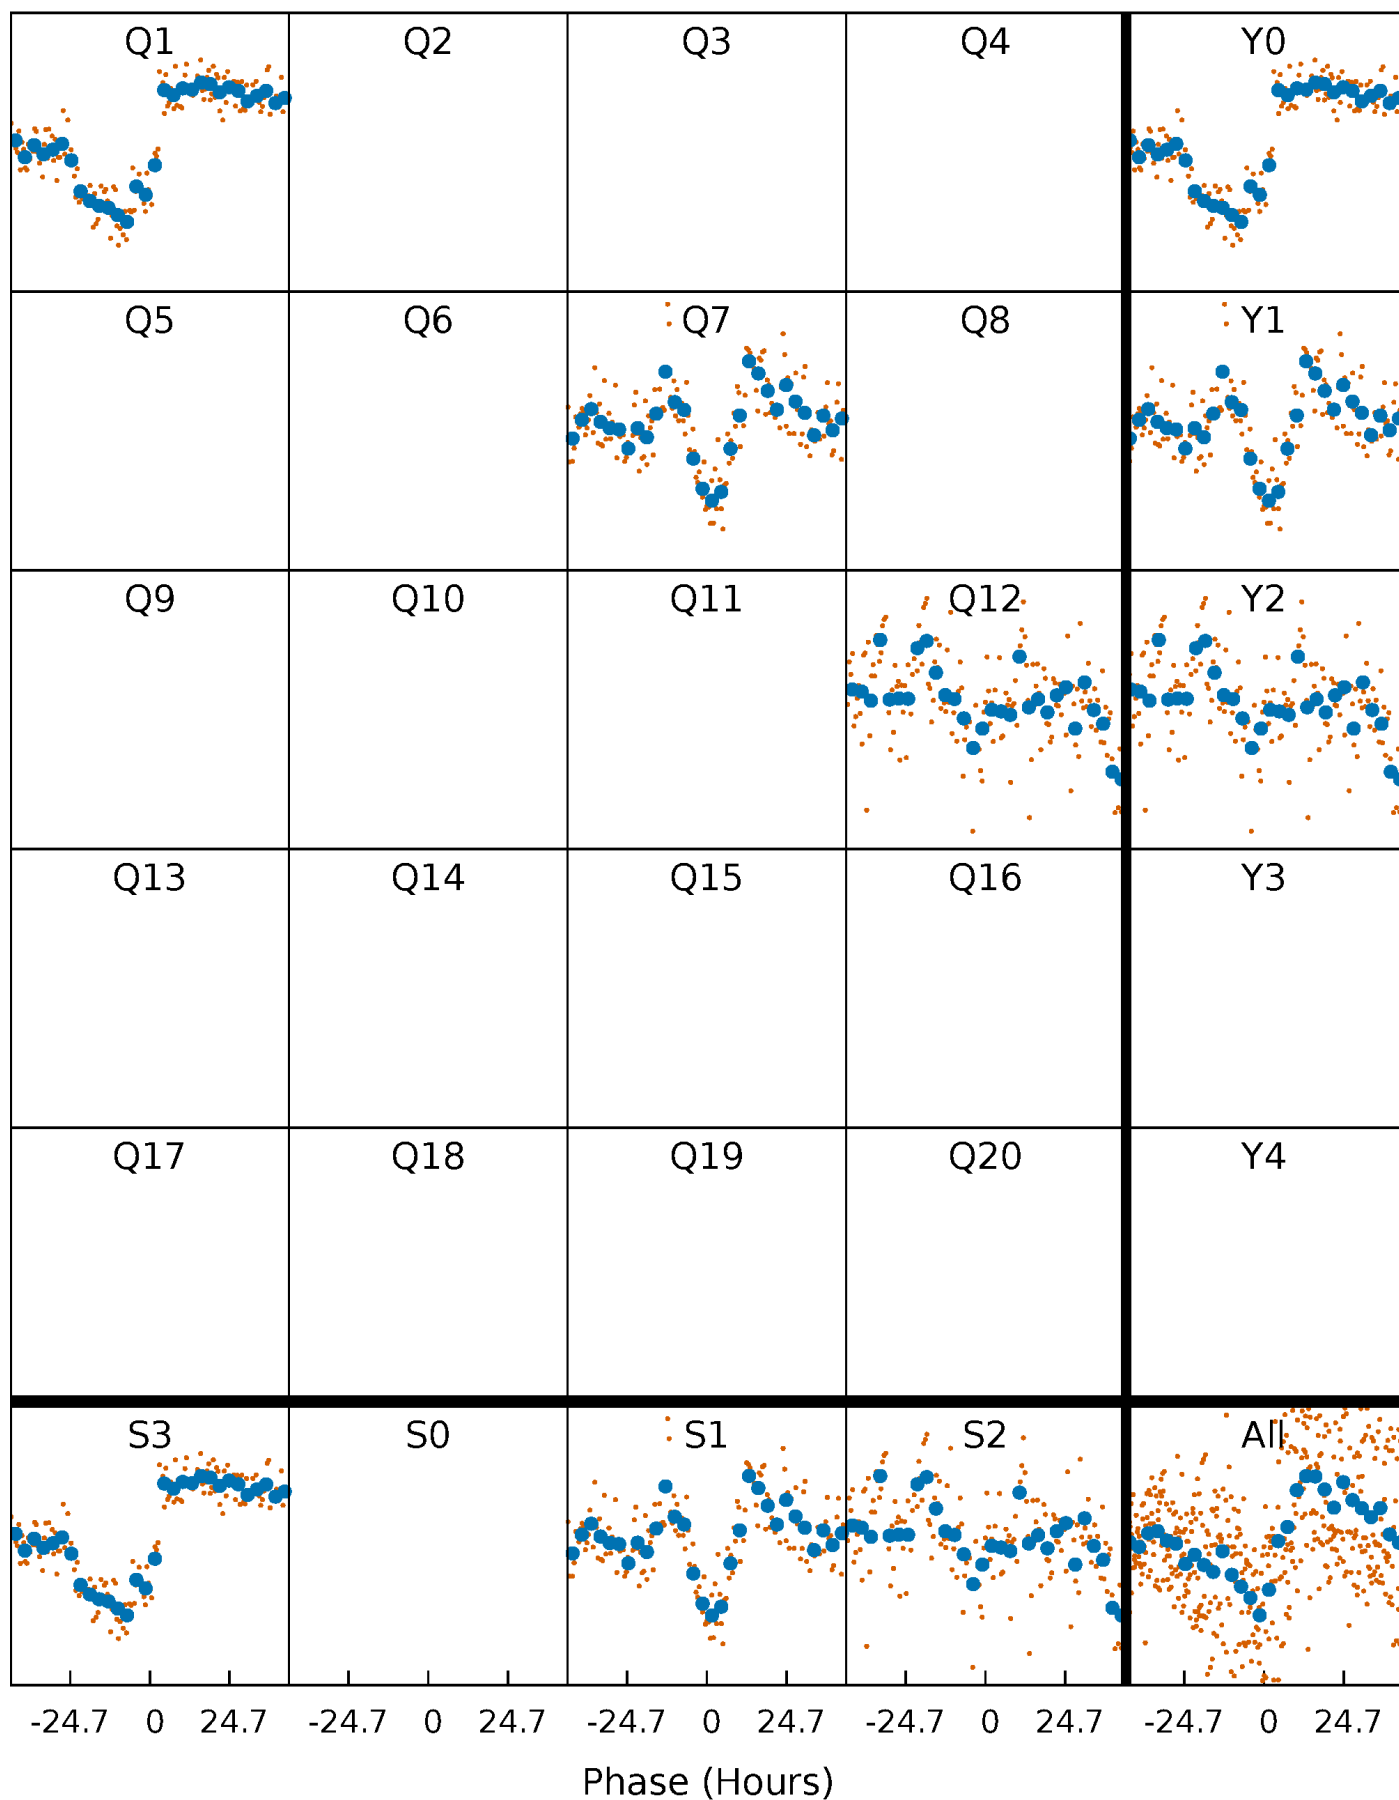 Q1 Q2 Q3 Q4 Y0
Q5 Q6 Q7 Q8 Y1
Q9 Q10 Q11 Q12 Y2
Q13 Q14 Q15 Q16 Y3
Q17 Q18 Q19 Q20 Y4
S3 S0 S1 S2 All
-24.7 0 24.7 -24.7 0 24.7 -24.7 0 24.7 -24.7 0 24.7 -24.7 0 24.7
Phase (Hours)